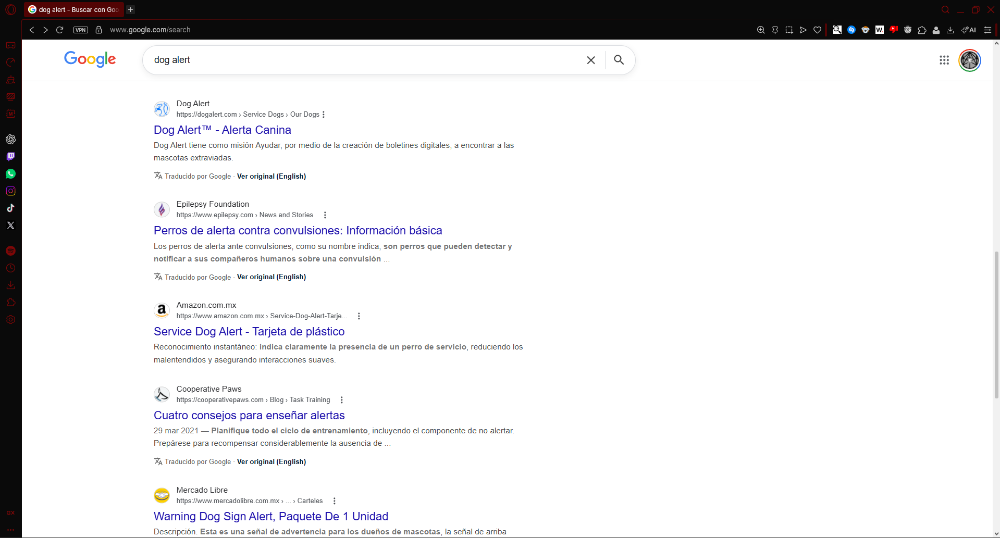 dog alert - Buscar con Goo
VPN
www.google.com/search
W.
AI
M
Google
dog alert
Dog Alert
https://dogalert.com › Service Dogs › Our Dogs
Dog Alert™ - Alerta Canina
Dog Alert tiene como misión Ayudar, por medio de la creación de boletines digitales, a encontrar a las
mascotas extraviadas.
Traducido por Google · Ver original (English)
Epilepsy Foundation
https://www.epilepsy.com › News and Stories
Perros de alerta contra convulsiones: Información básica
Los perros de alerta ante convulsiones, como su nombre indica, son perros que pueden detectar y
notificar a sus compañeros humanos sobre una convulsión ...
Traducido por Google · Ver original (English)
Amazon.com.mx
https://www.amazon.com.mx › Service-Dog-Alert-Tarje...
Service Dog Alert - Tarjeta de plástico
Reconocimiento instantáneo: indica claramente la presencia de un perro de servicio, reduciendo los
malentendidos y asegurando interacciones suaves.
Cooperative Paws
https://cooperativepaws.com › Blog › Task Training
Cuatro consejos para enseñar alertas
29 mar 2021 — Planifique todo el ciclo de entrenamiento, incluyendo el componente de no alertar.
Prepárese para recompensar considerablemente la ausencia de ...
Traducido por Google · Ver original (English)
Mercado Libre
https://www.mercadolibre.com.mx › ... › Carteles
Warning Dog Sign Alert, Paquete De 1 Unidad
Descripción. Esta es una señal de advertencia para los dueños de mascotas, la señal de arriba
GX